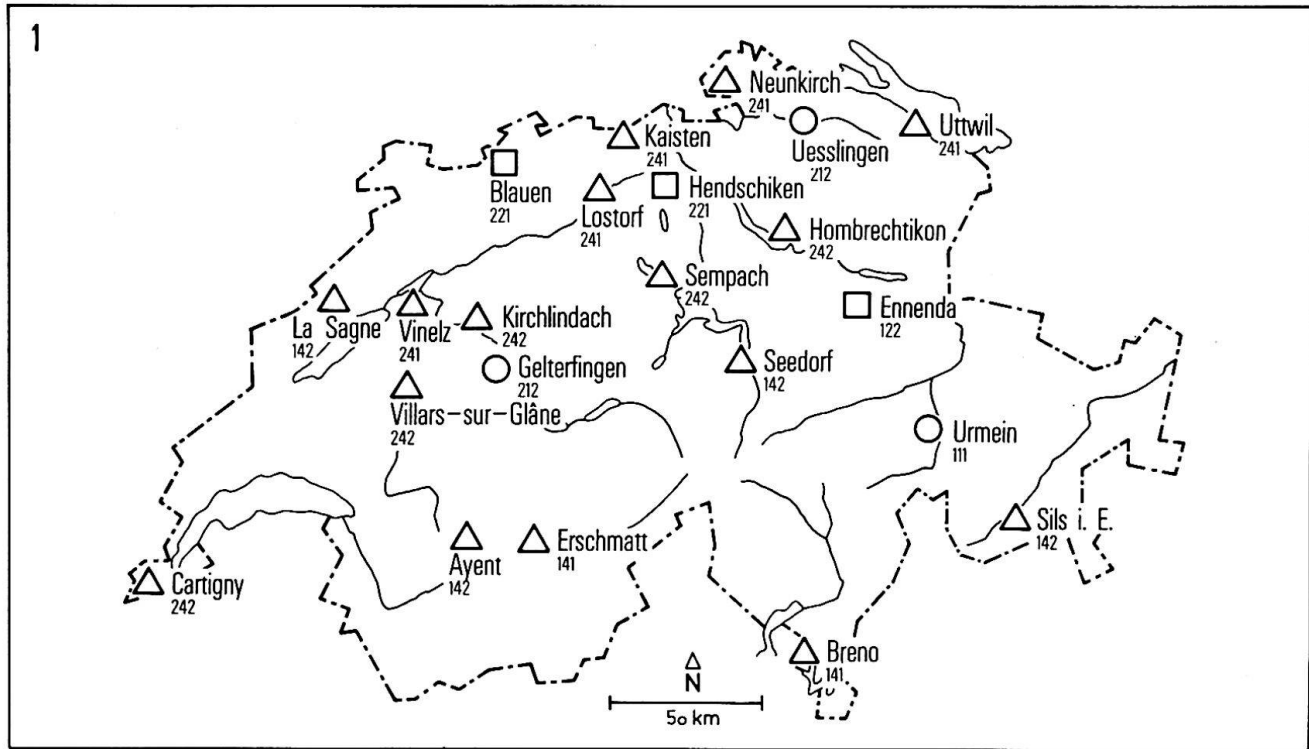 1
Neunkirch
241
Uttwil
241
Kaisten
241
Uesslingen
212
Blauen
221
Hendschiken
221
Lostorf
241
Hombrechtikon
242
Sempach
242
Ennenda
122
La Sagne
142
Vinelz
241
Kirchlindach
242
Gelterfingen
212
Seedorf
142
Villars-sur-Glâne
242
Urmein
111
Sils i. E.
142
Erschmatt
141
Ayent
142
Cartigny
242
Breno
141
N
50 km